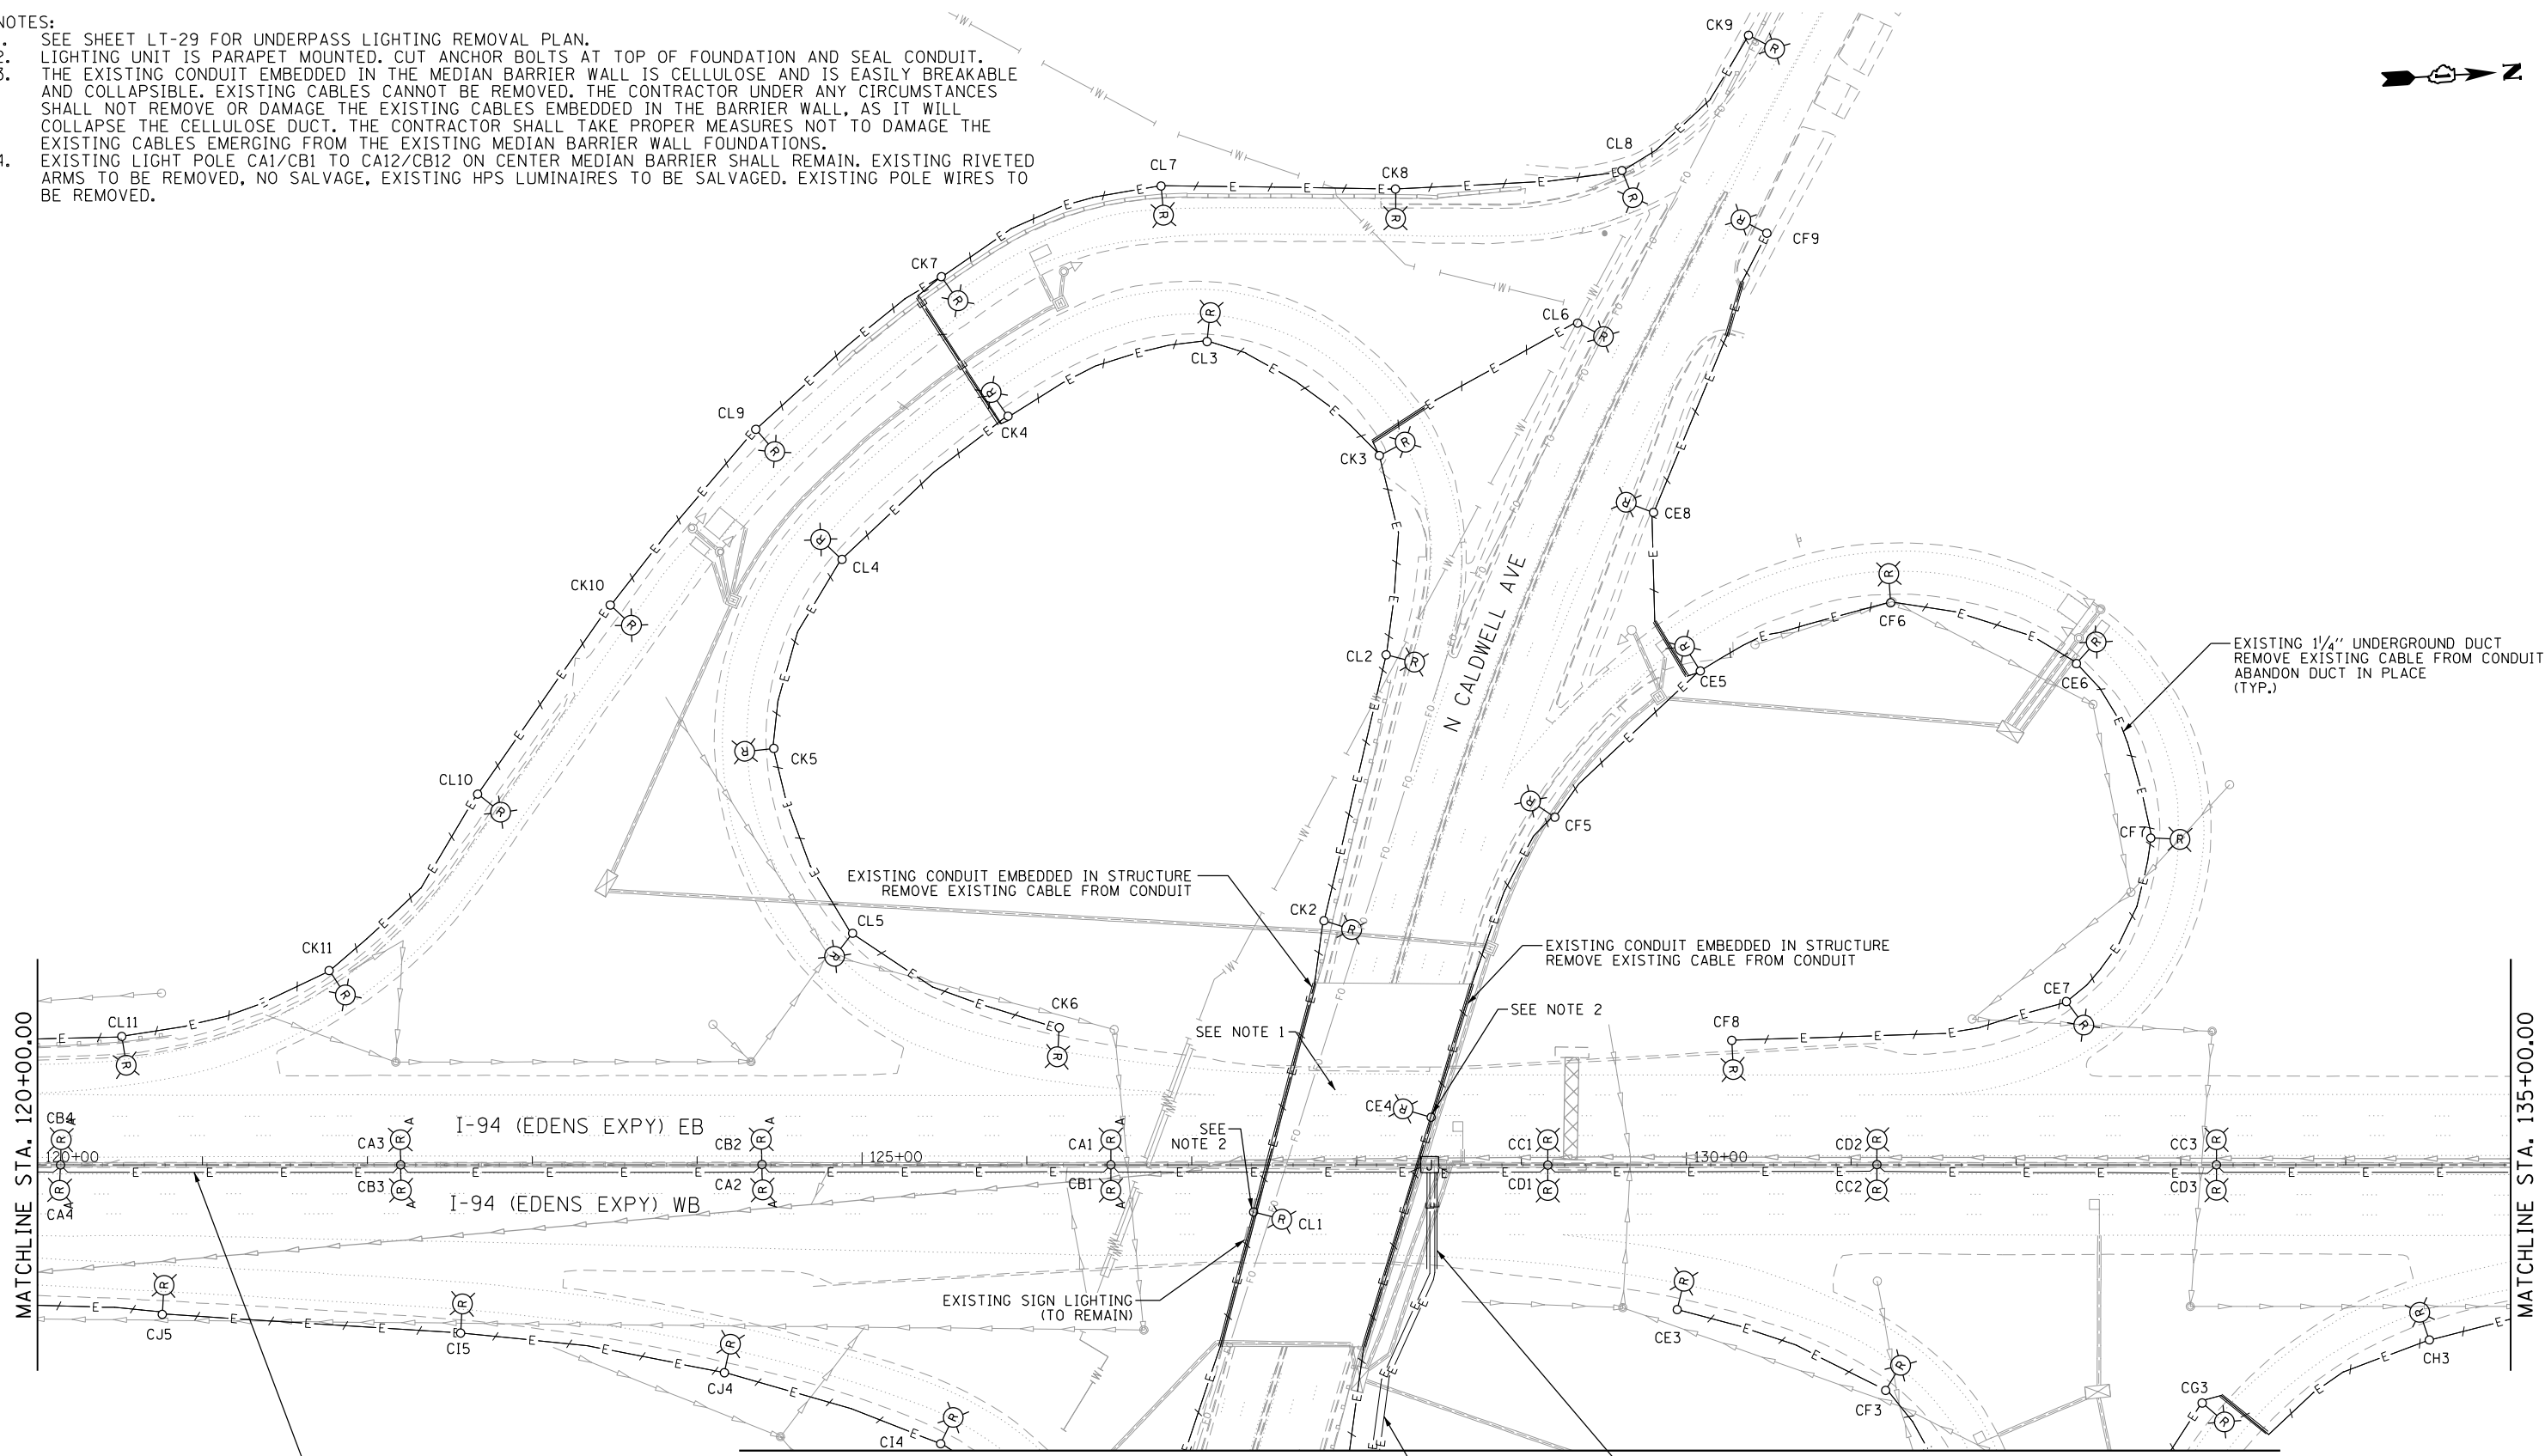 NOTES:
. SEE SHEET LT-29 FOR UNDERPASS LIGHTING REMOVAL PLAN.
2. LIGHTING UNIT IS PARAPET MOUNTED. CUT ANCHOR BOLTS AT TOP OF FOUNDATION AND SEAL CONDUIT.
3. THE EXISTING CONDUIT EMBEDDED IN THE MEDIAN BARRIER WALL IS CELLULOSE AND IS EASILY BREAKABLE
AND COLLAPSIBLE. EXISTING CABLES CANNOT BE REMOVED. THE CONTRACTOR UNDER ANY CIRCUMSTANCES
SHALL NOT REMOVE OR DAMAGE THE EXISTING CABLES EMBEDDED IN THE BARRIER WALL, AS IT WILL
COLLAPSE THE CELLULOSE DUCT. THE CONTRACTOR SHALL TAKE PROPER MEASURES NOT TO DAMAGE THE
EXISTING CABLES EMERGING FROM THE EXISTING MEDIAN BARRIER WALL FOUNDATIONS.
4. EXISTING LIGHT POLE CA1/CB1 TO CA12/CB12 ON CENTER MEDIAN BARRIER SHALL REMAIN. EXISTING RIVETED
ARMS TO BE REMOVED, NO SALVAGE, EXISTING HPS LUMINAIRES TO BE SALVAGED. EXISTING POLE WIRES TO
BE REMOVED.
N
CK9
CL8
CL7
CK8
CF9
CK7
CL6
CL3
CL9
CK4
CK3
CE8
CL4
CK10
CF6
CL2
CE5
CE6
EXISTING 1¼" UNDERGROUND DUCT
REMOVE EXISTING CABLE FROM CONDUIT
ABANDON DUCT IN PLACE
(TYP.)
N CALDWELL AVE
CK5
CL10
CF5
CF7
EXISTING CONDUIT EMBEDDED IN STRUCTURE
REMOVE EXISTING CABLE FROM CONDUIT
CK2
CL5
EXISTING CONDUIT EMBEDDED IN STRUCTURE
REMOVE EXISTING CABLE FROM CONDUIT
CK11
CE7
CK6
SEE NOTE 2
CL11
SEE NOTE 1
CF8
MATCHLINE STA. 120+00.00
MATCHLINE STA. 135+00.00
CE4
CB4
CA3
I-94 (EDENS EXPY) EB
CB2
CA1
SEE
NOTE 2
CC1
CD2
CC3
120+00
125+00
130+00
J
CA4
CB3
I-94 (EDENS EXPY) WB
CA2
CB1
CD1
CC2
CD3
CL1
EXISTING SIGN LIGHTING
(TO REMAIN)
CJ5
CI5
CE3
CH3
CJ4
CG3
CF3
CI4